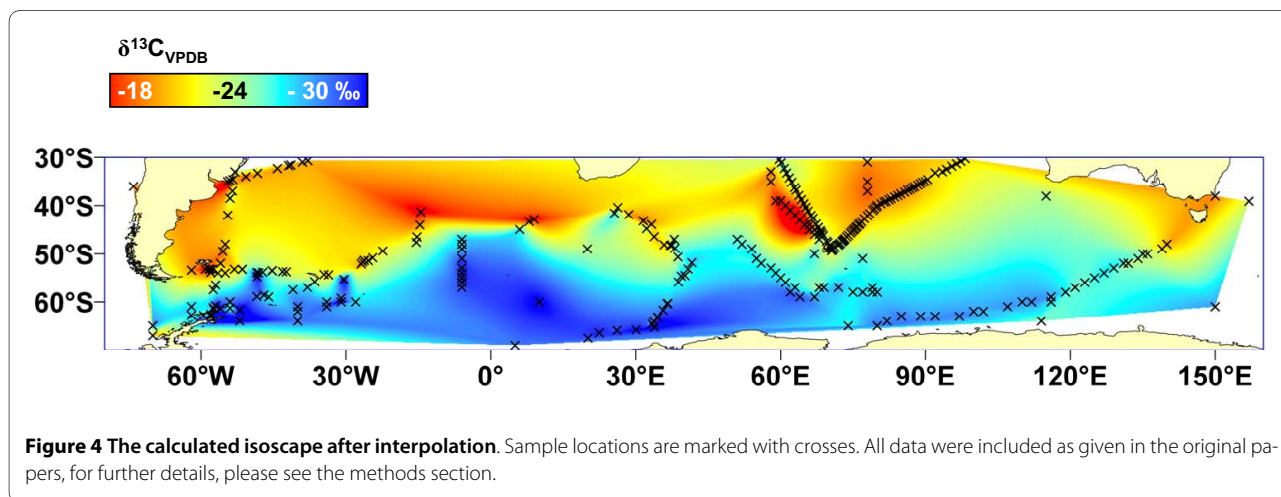 δ13CVPDB
-18 -24 - 30 ‰
30°S
40°S
50°S
60°S
60°W 30°W 0° 30°E 60°E 90°E 120°E 150°E
Figure 4 The calculated isoscape after interpolation. Sample locations are marked with crosses. All data were included as given in the original pa-
pers, for further details, please see the methods section.